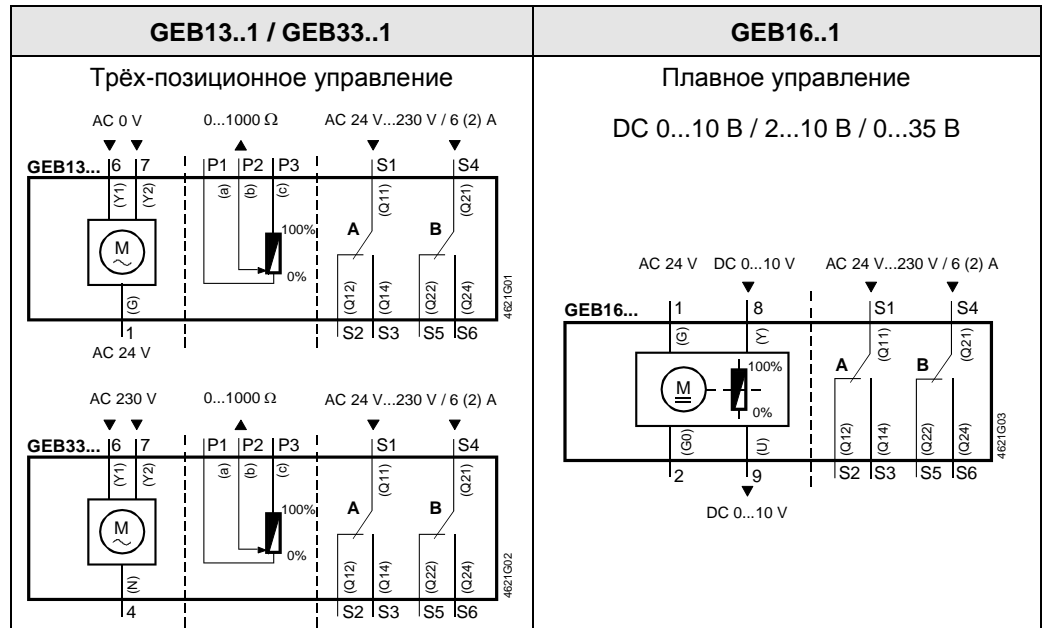 GEB13..1 / GEB33..1
Трёх-позиционное управление
AC 0 V 0...1000 Ω AC 24 V...230 V / 6 (2) A
GEB13... 6 7 P1 P2 P3 S1 S4
(Y1) (Y2) (a) (b) (c) (Q11) (Q21)
M 100% A B
0%
(G) (Q12) (Q14) (Q22) (Q24)
1 S2 S3 S5 S6
AC 24 V
4621G01
AC 230 V 0...1000 Ω AC 24 V...230 V / 6 (2) A
GEB33... 6 7 P1 P2 P3 S1 S4
(Y1) (Y2) (a) (b) (c) (Q11) (Q21)
M 100% A B
0%
(N) (Q12) (Q14) (Q22) (Q24)
4 S2 S3 S5 S6
4621G02
GEB16..1
Плавное управление
DC 0...10 В / 2...10 В / 0...35 В
AC 24 V DC 0...10 V AC 24 V...230 V / 6 (2) A
GEB16... 1 8 S1 S4
(G) (Y) (Q11) (Q21)
M 100% A B
0%
(G0) (U) (Q12) (Q14) (Q22) (Q24)
2 9 S2 S3 S5 S6
DC 0...10 V
4621G03